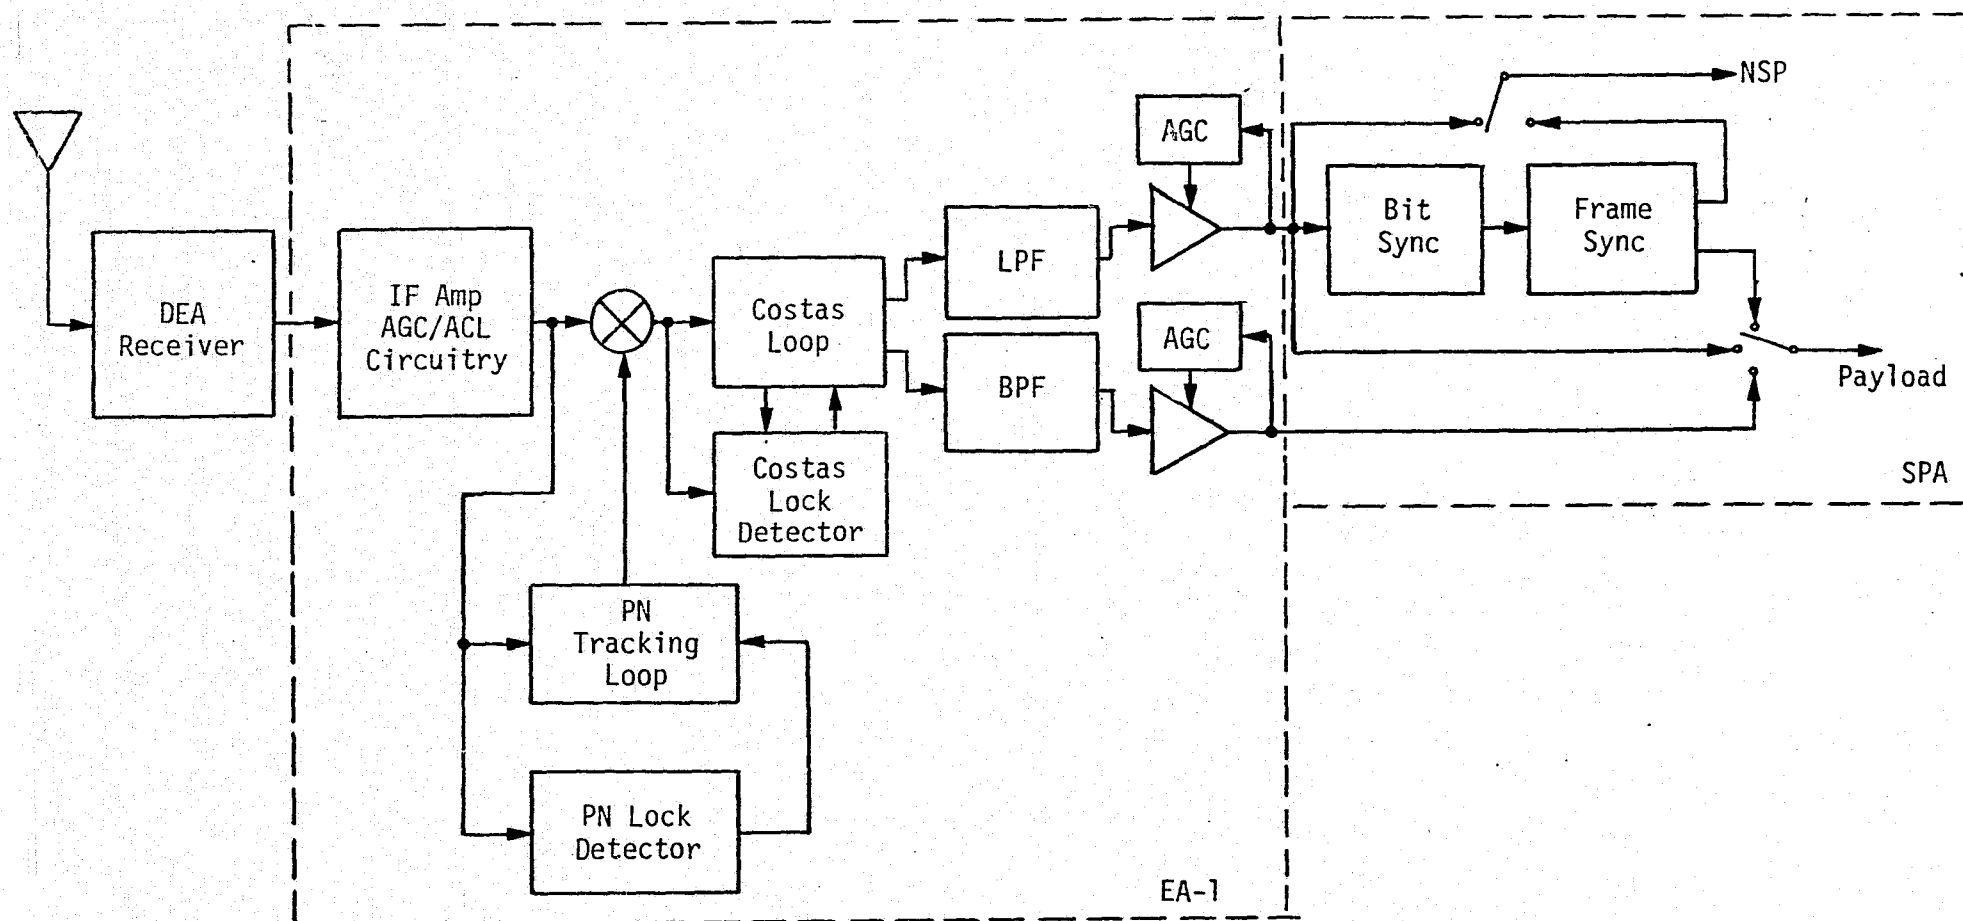 NSP
AGC
Bit
Sync
Frame
Sync
LPF
DEA
Receiver
IF Amp
AGC/ACL
Circuitry
Costas
Loop
AGC
BPF
Payload
Costas
Lock
Detector
SPA
PN
Tracking
Loop
PN Lock
Detector
EA-1